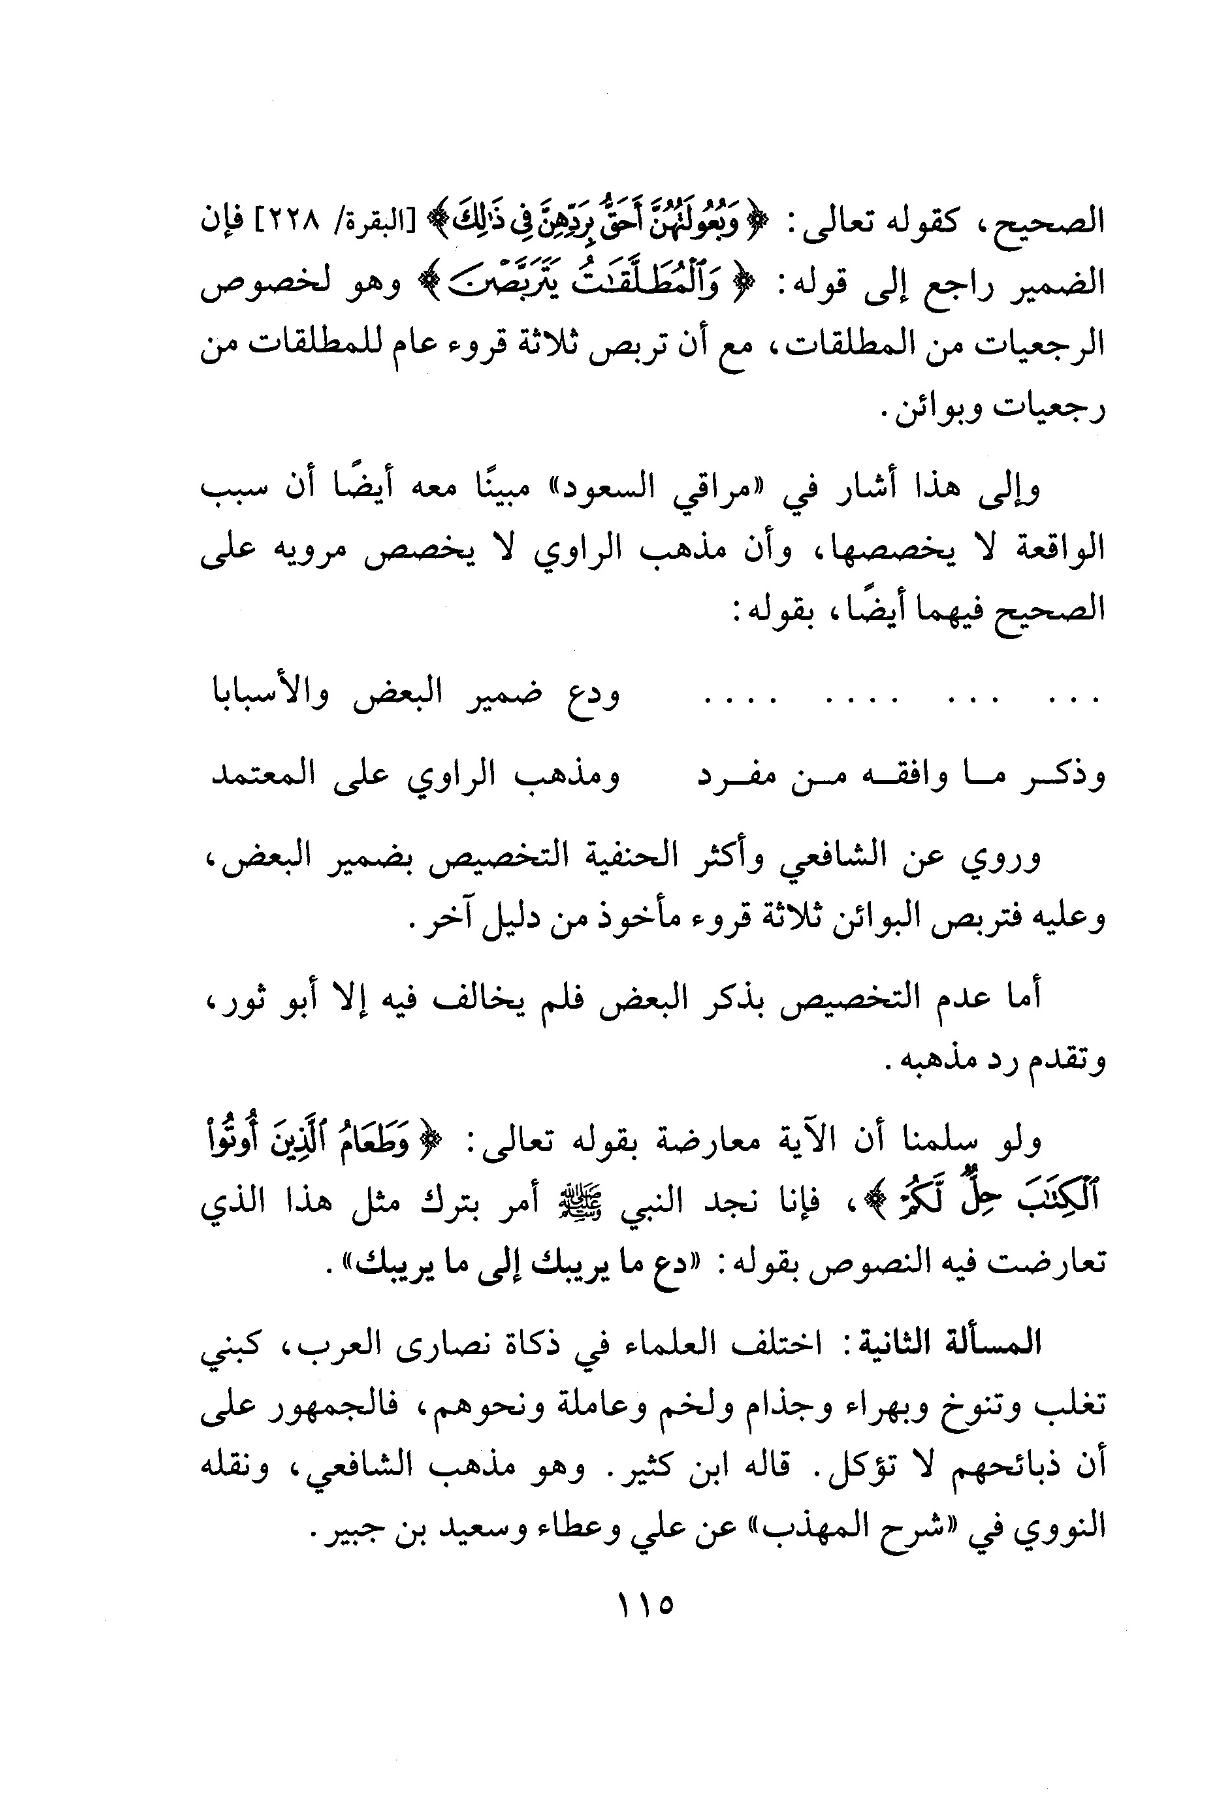 الصحيح، كقوله تعالى: ﴿ وَبُعُولَتُهُنَّ أَحَقُّ بِرَدِّهِنَّ فِي ذَٰلِكَ ﴾ [البقرة/ ٢٢٨] فإن
الضمير راجع إلى قوله: ﴿ وَٱلْمُطَلَّقَٰتُ يَتَرَبَّصْنَ ﴾ وهو لخصوص
الرجعيات من المطلقات، مع أن تربص ثلاثة قروء عام للمطلقات من
رجعيات وبوائن.
وإلى هذا أشار في «مراقي السعود» مبينًا معه أيضًا أن سبب
الواقعة لا يخصصها، وأن مذهب الراوي لا يخصص مرويه على
الصحيح فيهما أيضًا، بقوله:
... ... .... .... ودع ضمير البعض والأسبابا
وذكر ما وافقه من مفرد ومذهب الراوي على المعتمد
وروي عن الشافعي وأكثر الحنفية التخصيص بضمير البعض،
وعليه فتربص البوائن ثلاثة قروء مأخوذ من دليل آخر.
أما عدم التخصيص بذكر البعض فلم يخالف فيه إلا أبو ثور،
وتقدم رد مذهبه.
ولو سلمنا أن الآية معارضة بقوله تعالى: ﴿ وَطَعَامُ ٱلَّذِينَ أُوتُوا۟
ٱلْكِتَٰبَ حِلٌّ لَّكُمْ ﴾، فإنا نجد النبي ﷺ أمر بترك مثل هذا الذي
تعارضت فيه النصوص بقوله: «دع ما يريبك إلى ما يريبك».
المسألة الثانية: اختلف العلماء في ذكاة نصارى العرب، كبني
تغلب وتنوخ وبهراء وجذام ولخم وعاملة ونحوهم، فالجمهور على
أن ذبائحهم لا تؤكل. قاله ابن كثير. وهو مذهب الشافعي، ونقله
النووي في «شرح المهذب» عن علي وعطاء وسعيد بن جبير.
١١٥